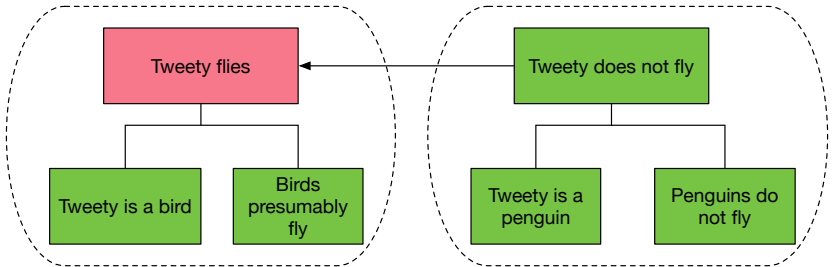 Tweety flies
Tweety does not fly
Tweety is a bird
Birds
presumably
fly
Tweety is a
penguin
Penguins do
not fly